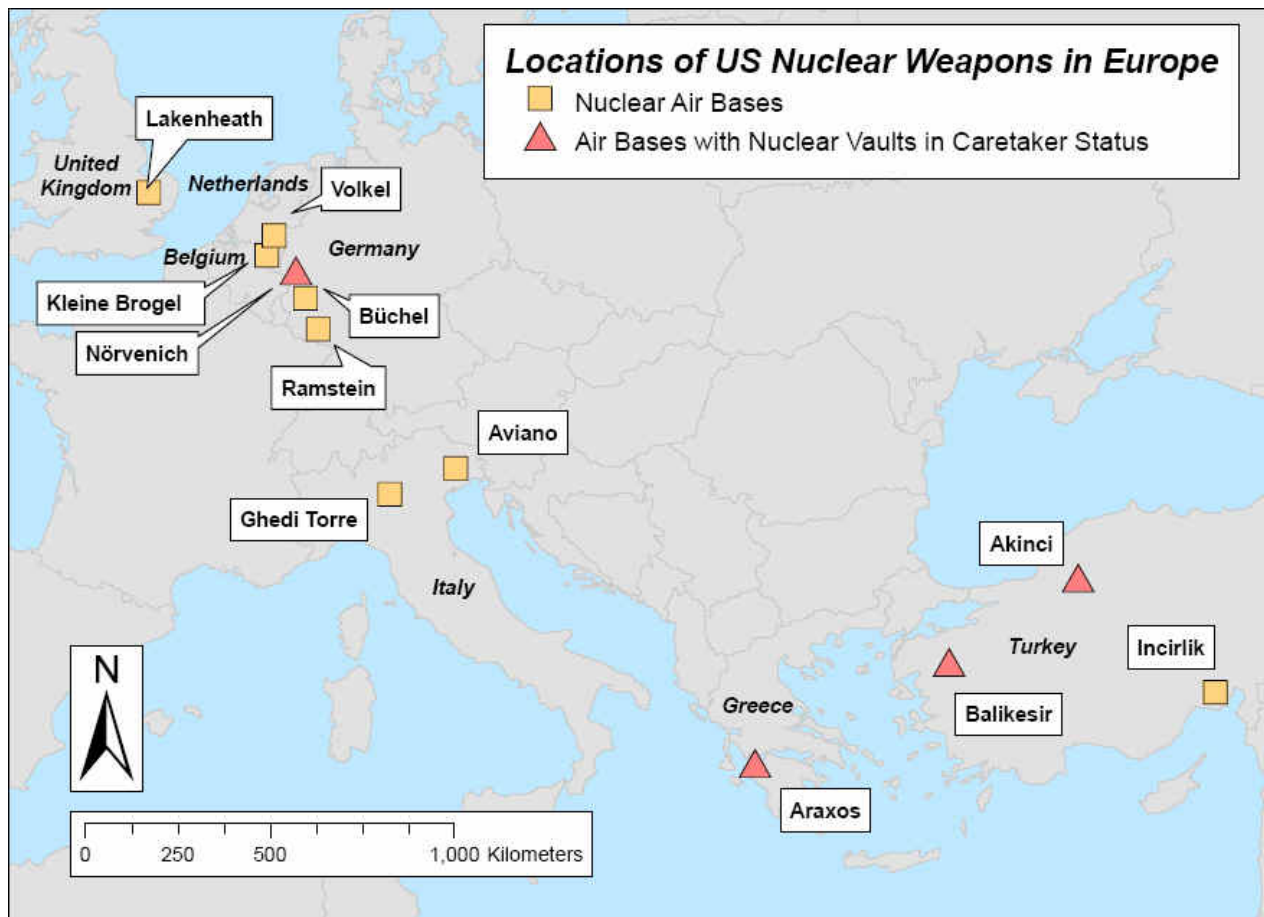 Locations of US Nuclear Weapons in Europe
Nuclear Air Bases
Air Bases with Nuclear Vaults in Caretaker Status
Lakenheath
United
Kingdom
Netherlands
Volkel
Belgium
Germany
Kleine Brogel
Büchel
Nörvenich
Ramstein
Aviano
Ghedi Torre
Akinci
Italy
Turkey
Incirlik
N
Greece
Balikesir
Araxos
0 250 500 1,000 Kilometers